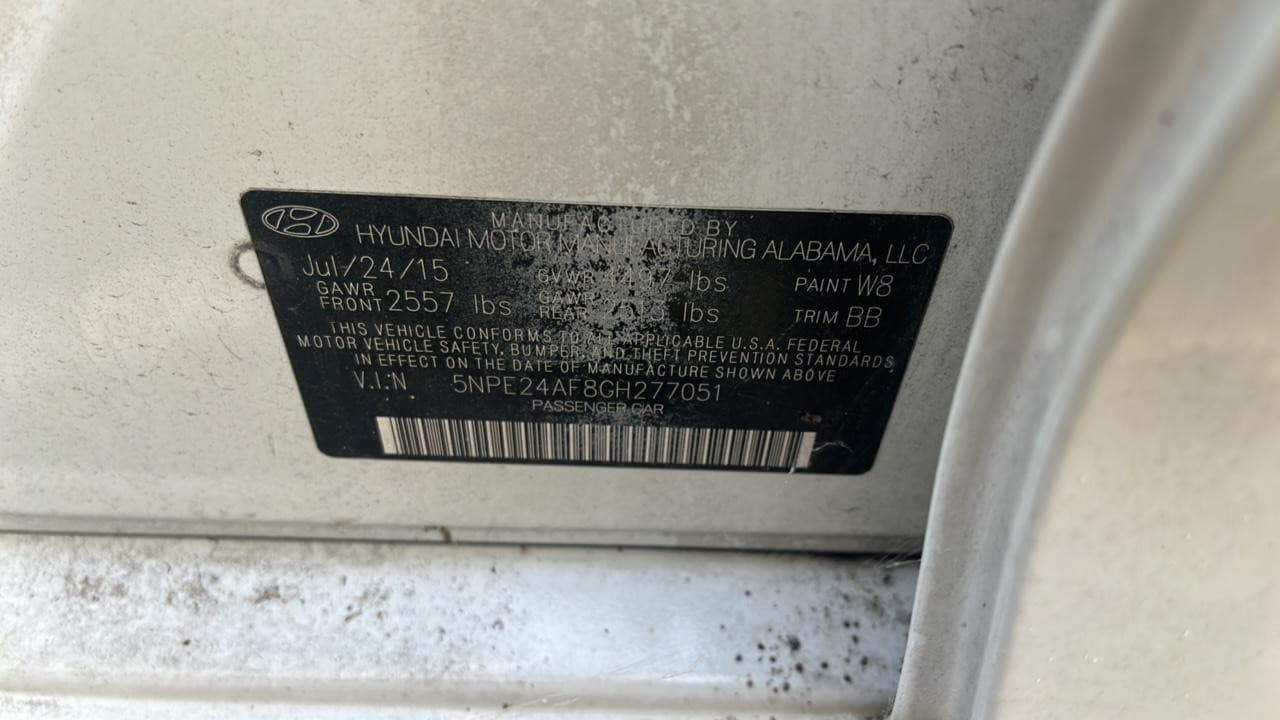 MANUFACTURED BY
HYUNDAI MOTOR MANUFACTURING ALABAMA, LLC
Jul/24/15 GVWR lbs PAINT W8
GAWR FRONT 2557 lbs GAWR REAR lbs TRIM BB
THIS VEHICLE CONFORMS TO ALL APPLICABLE U.S.A. FEDERAL
MOTOR VEHICLE SAFETY, BUMPER, AND THEFT PREVENTION STANDARDS
IN EFFECT ON THE DATE OF MANUFACTURE SHOWN ABOVE
V.I.N 5NPE24AF8GH277051
PASSENGER CAR